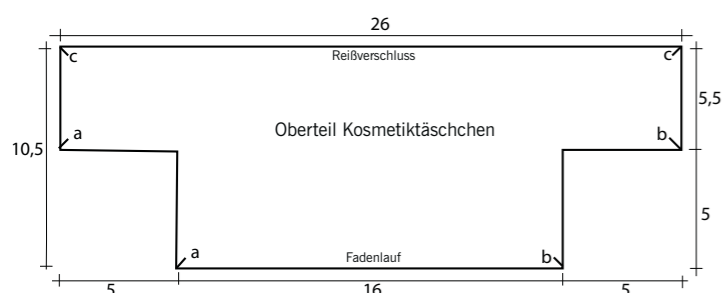 26
c
c
Reißverschluss
5,5
a
Oberteil Kosmetiktäschchen
b
10,5
5
a
Fadenlauf
b
5
16
5